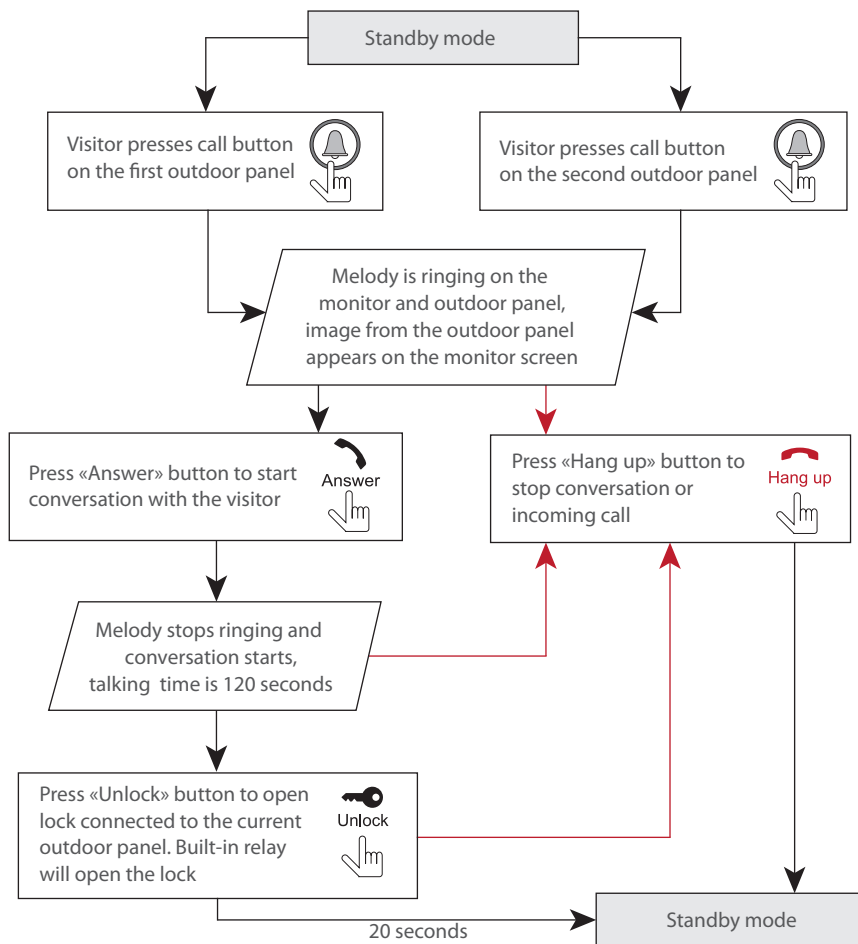 Standby mode
Visitor presses call button
on the first outdoor panel
Visitor presses call button
on the second outdoor panel
Melody is ringing on the
monitor and outdoor panel,
image from the outdoor panel
appears on the monitor screen
Press «Answer» button to start
conversation with the visitor
Answer
Press «Hang up» button to
stop conversation or
incoming call
Hang up
Melody stops ringing and
conversation starts,
talking time is 120 seconds
Press «Unlock» button to open
lock connected to the current
outdoor panel. Built-in relay
will open the lock
Unlock
20 seconds
Standby mode